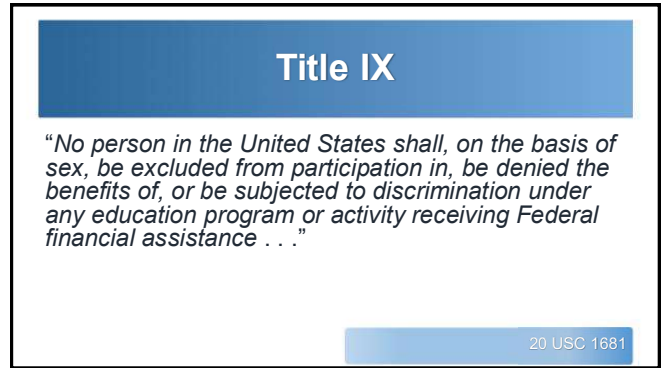 Title IX
“No person in the United States shall, on the basis of
sex, be excluded from participation in, be denied the
benefits of, or be subjected to discrimination under
any education program or activity receiving Federal
financial assistance . . .”
20 USC 1681